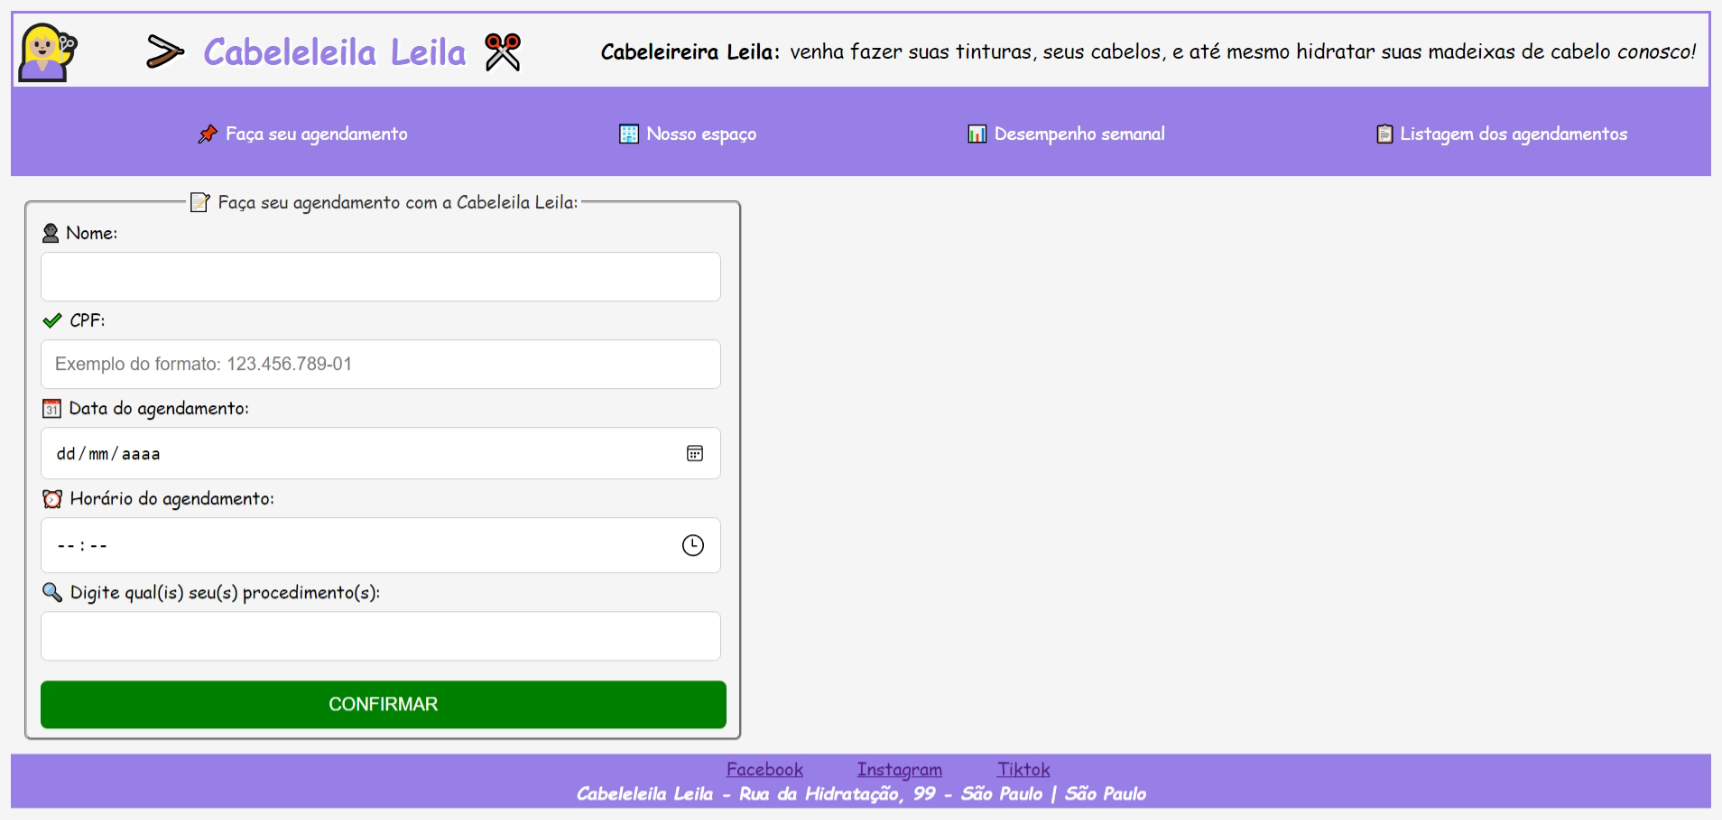 Cabeleleila Leila
Cabeleireira Leila: venha fazer suas tinturas, seus cabelos, e até mesmo hidratar suas madeixas de cabelo conosco!
Faça seu agendamento
Nosso espaço
Desempenho semanal
Listagem dos agendamentos
Faça seu agendamento com a Cabeleila Leila:
Nome:
CPF:
Exemplo do formato: 123.456.789-01
31 Data do agendamento:
dd/mm/aaaa
Horário do agendamento:
--:--
Digite qual(is) seu(s) procedimento(s):
CONFIRMAR
Facebook Instagram Tiktok
Cabeleleila Leila - Rua da Hidratação, 99 - São Paulo | São Paulo